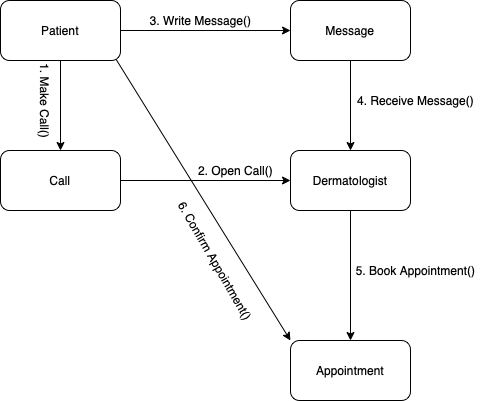 Patient
3. Write Message()
Message
1. Make Call()
4. Receive Message()
Call
2. Open Call()
Dermatologist
6. Confirm Appointment()
5. Book Appointment()
Appointment